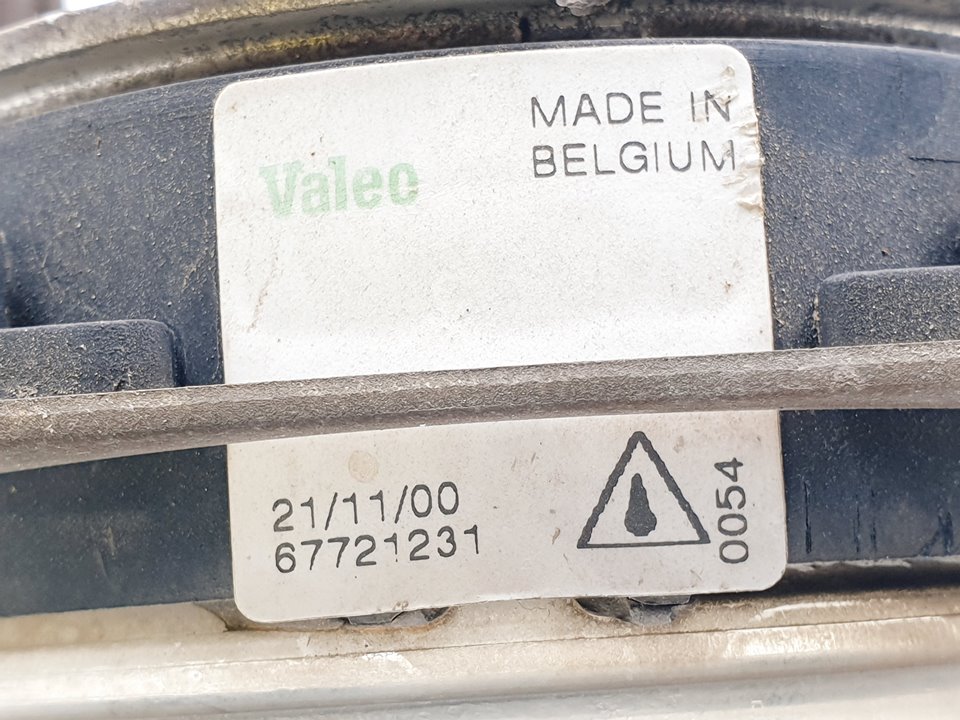 MADE IN
BELGIUM
Valeo
21/11/00
67721231
0054